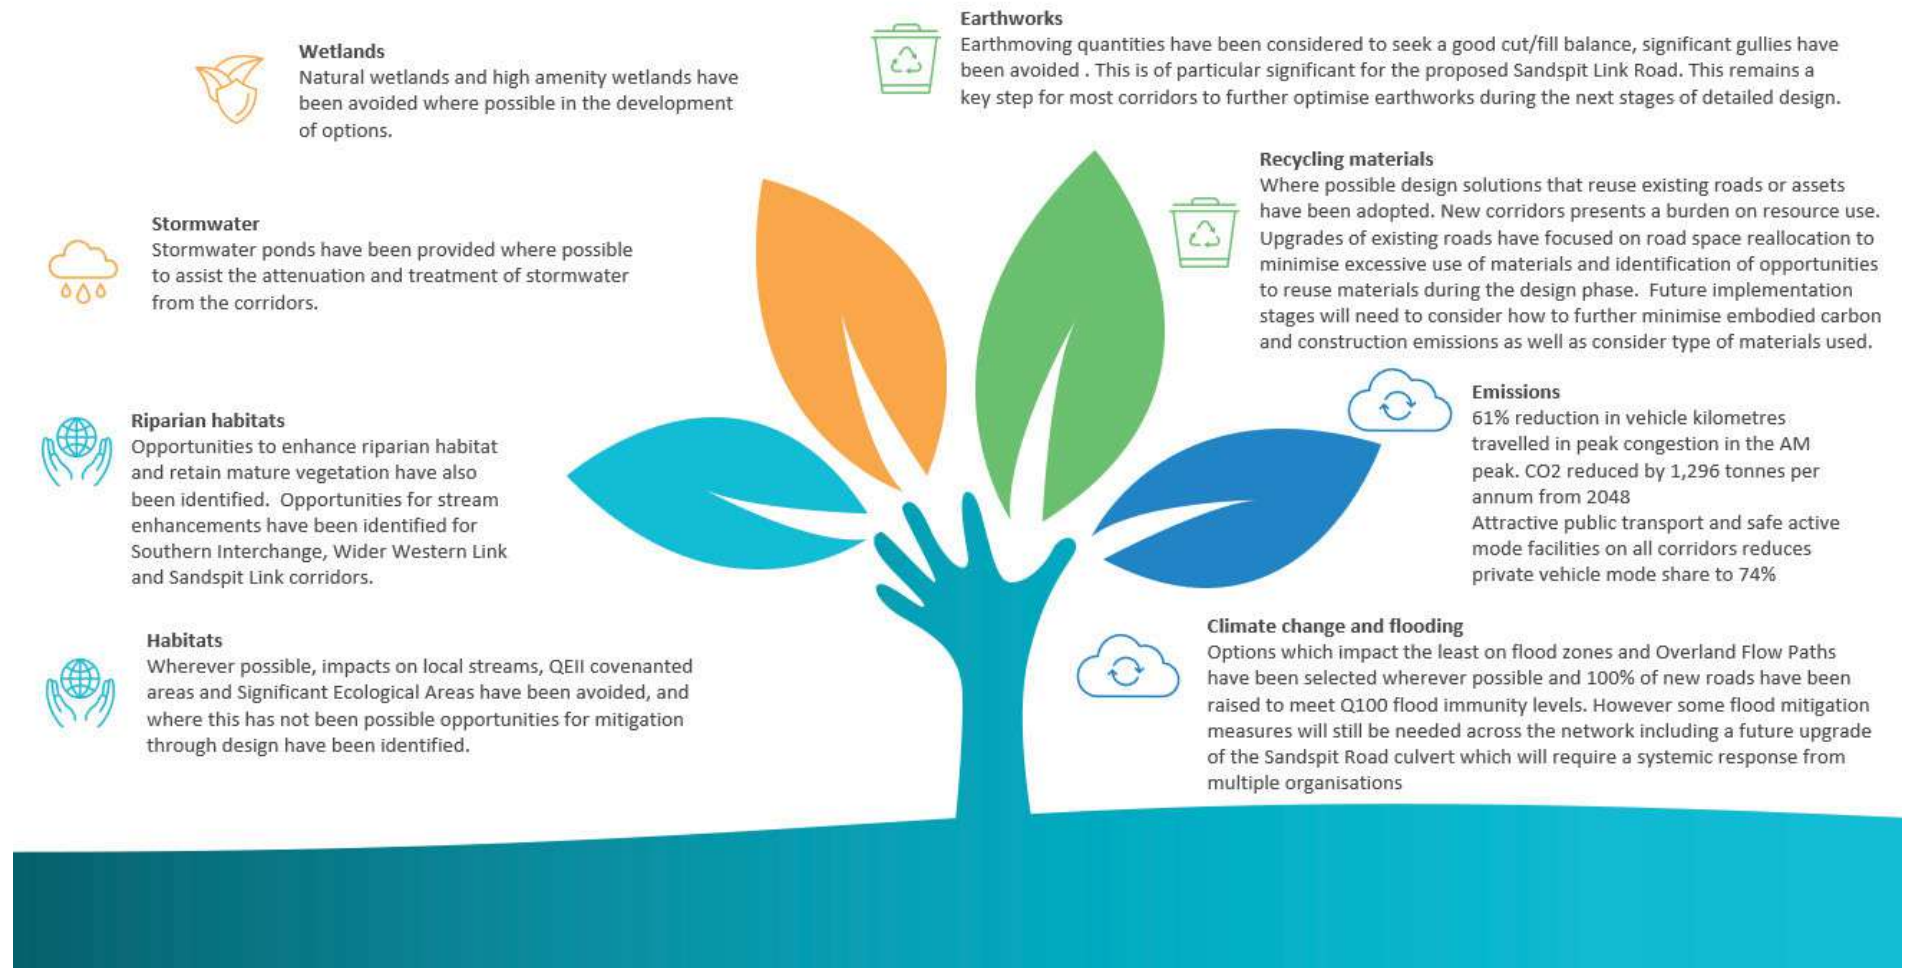 Wetlands
Natural wetlands and high amenity wetlands have
been avoided where possible in the development
of options.
Stormwater
Stormwater ponds have been provided where possible
to assist the attenuation and treatment of stormwater
from the corridors.
Riparian habitats
Opportunities to enhance riparian habitat
and retain mature vegetation have also
been identified.  Opportunities for stream
enhancements have been identified for
Southern Interchange, Wider Western Link
and Sandspit Link corridors.
Habitats
Wherever possible, impacts on local streams, QEII covenanted
areas and Significant Ecological Areas have been avoided, and
where this has not been possible opportunities for mitigation
through design have been identified.
Earthworks
Earthmoving quantities have been considered to seek a good cut/fill balance, significant gullies have
been avoided . This is of particular significant for the proposed Sandspit Link Road. This remains a
key step for most corridors to further optimise earthworks during the next stages of detailed design.
Recycling materials
Where possible design solutions that reuse existing roads or assets
have been adopted. New corridors presents a burden on resource use.
Upgrades of existing roads have focused on road space reallocation to
minimise excessive use of materials and identification of opportunities
to reuse materials during the design phase.  Future implementation
stages will need to consider how to further minimise embodied carbon
and construction emissions as well as consider type of materials used.
Emissions
61% reduction in vehicle kilometres
travelled in peak congestion in the AM
peak. CO2 reduced by 1,296 tonnes per
annum from 2048
Attractive public transport and safe active
mode facilities on all corridors reduces
private vehicle mode share to 74%
Climate change and flooding
Options which impact the least on flood zones and Overland Flow Paths
have been selected wherever possible and 100% of new roads have been
raised to meet Q100 flood immunity levels. However some flood mitigation
measures will still be needed across the network including a future upgrade
of the Sandspit Road culvert which will require a systemic response from
multiple organisations